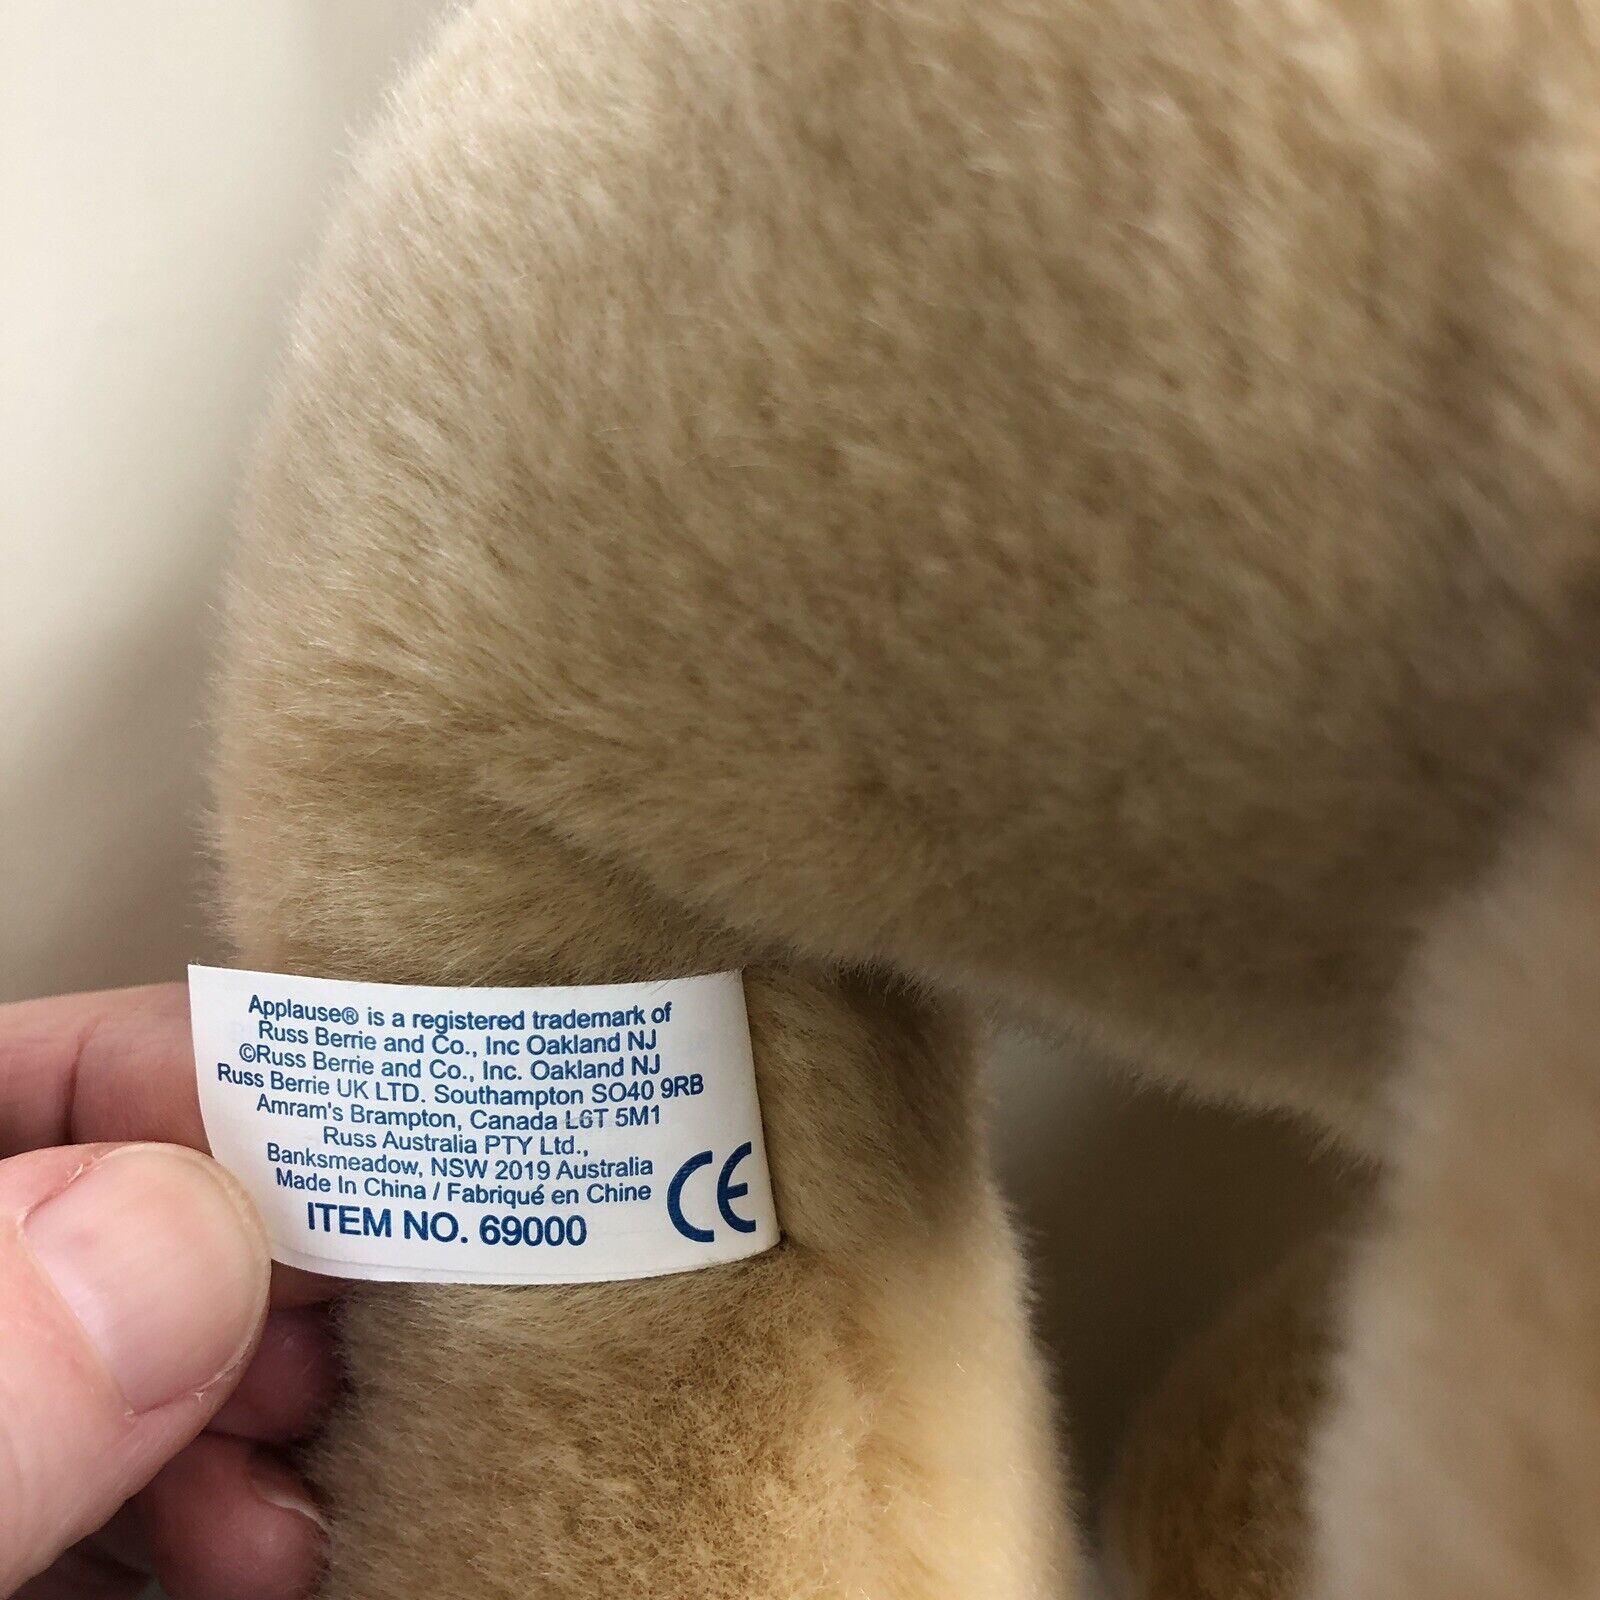 Applause® is a registered trademark of
Russ Berrie and Co., Inc Oakland NJ
©Russ Berrie and Co., Inc. Oakland NJ
Russ Berrie UK LTD. Southampton SO40 9RB
Amram's Brampton, Canada L6T 5M1
Russ Australia PTY Ltd.,
Banksmeadow, NSW 2019 Australia
Made In China / Fabriqué en Chine
ITEM NO. 69000
CE